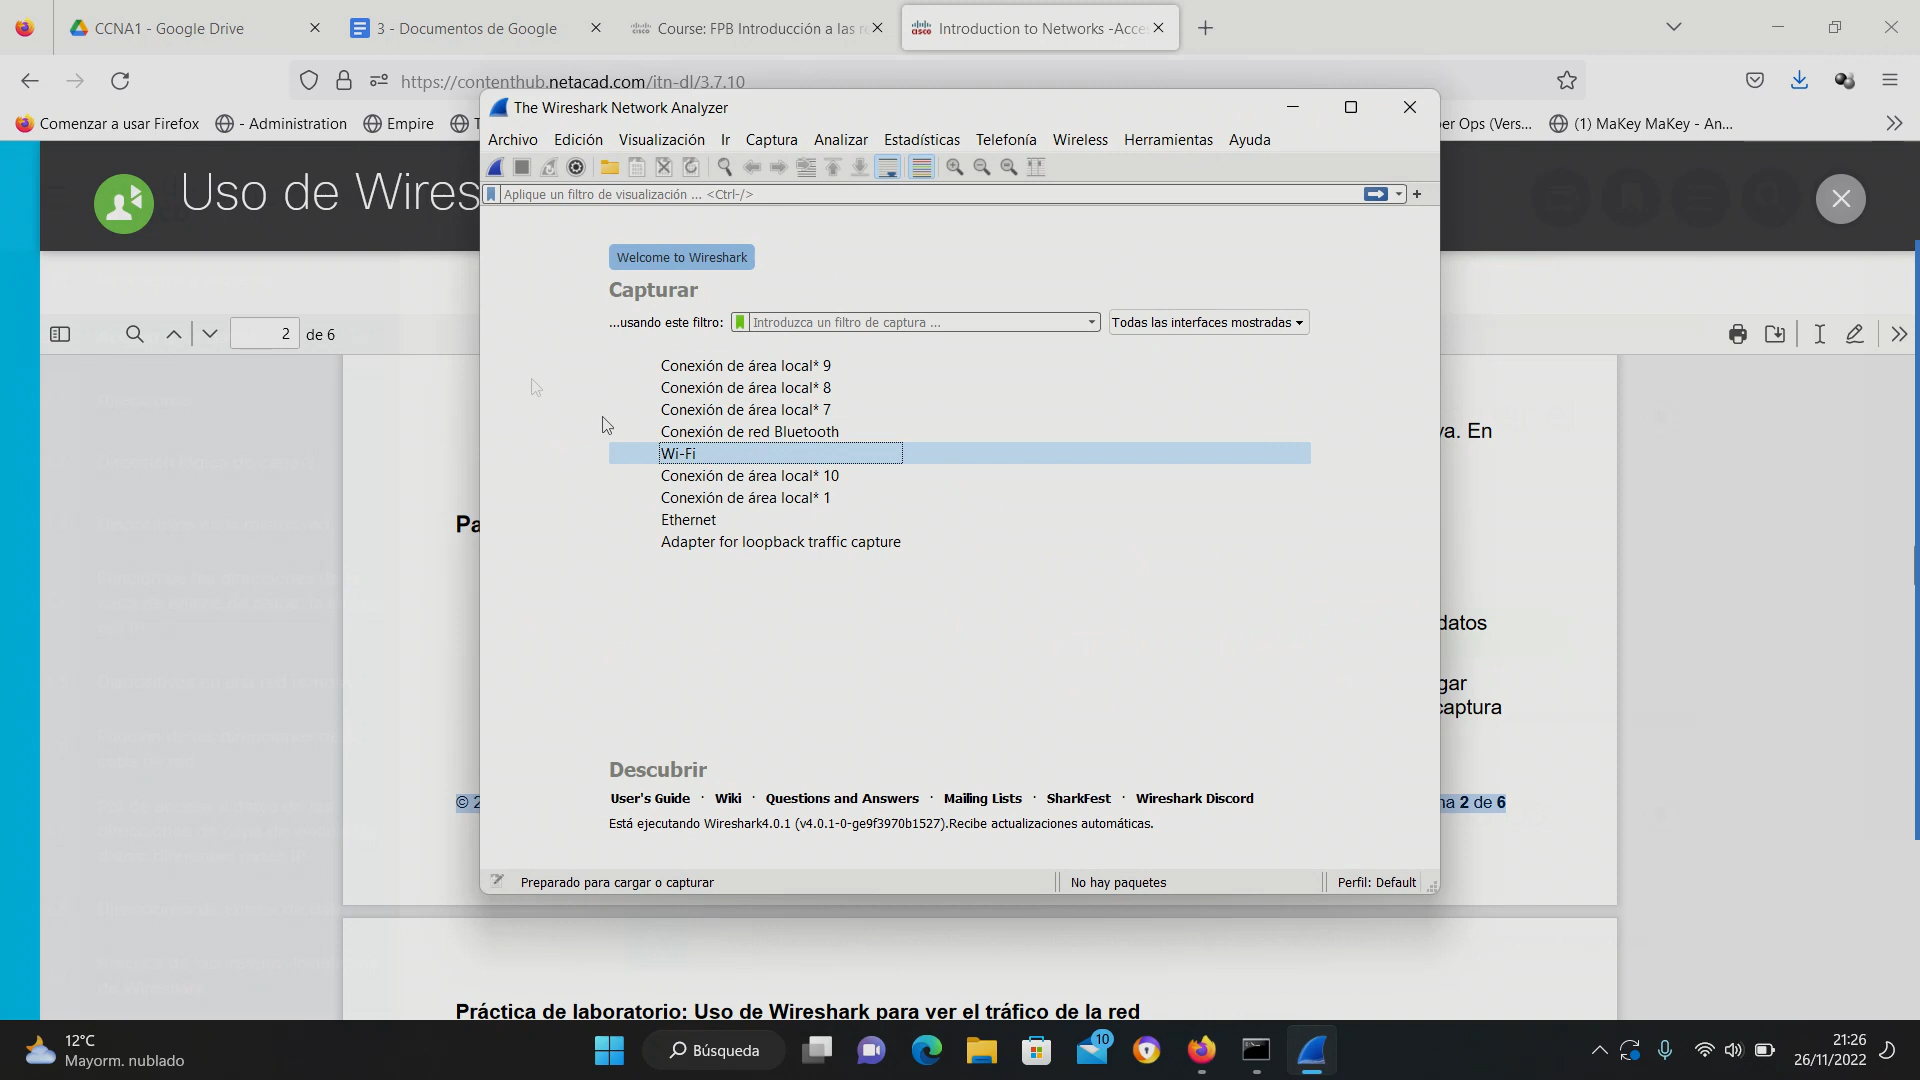 CCNA1 - Google Drive
3 - Documentos de Google
Course: FPB Introducción a las r
Introduction to Networks -Acce
https://contenthub.netacad.com/itn-dl/3.7.10
Comenzar a usar Firefox
- Administration
Empire
er Ops (Vers...
(1) MaKey MaKey - An...
Uso de Wires
The Wireshark Network Analyzer
Archivo Edición Visualización Ir Captura Analizar Estadísticas Telefonía Wireless Herramientas Ayuda
Aplique un filtro de visualización ... <Ctrl-/>
Welcome to Wireshark
Capturar
...usando este filtro:
Introduzca un filtro de captura ...
Todas las interfaces mostradas
2 de 6
Conexión de área local* 9
Conexión de área local* 8
Conexión de área local* 7
Conexión de red Bluetooth
Wi-Fi
Conexión de área local* 10
Conexión de área local* 1
Ethernet
Adapter for loopback traffic capture
va. En
Pa
datos
gar
captura
Descubrir
User's Guide · Wiki · Questions and Answers · Mailing Lists · SharkFest · Wireshark Discord
Está ejecutando Wireshark4.0.1 (v4.0.1-0-ge9f3970b1527).Recibe actualizaciones automáticas.
© 2
na 2 de 6
Preparado para cargar o capturar
No hay paquetes
Perfil: Default
Práctica de laboratorio: Uso de Wireshark para ver el tráfico de la red
12°C
Mayorm. nublado
Búsqueda
10
21:26
26/11/2022